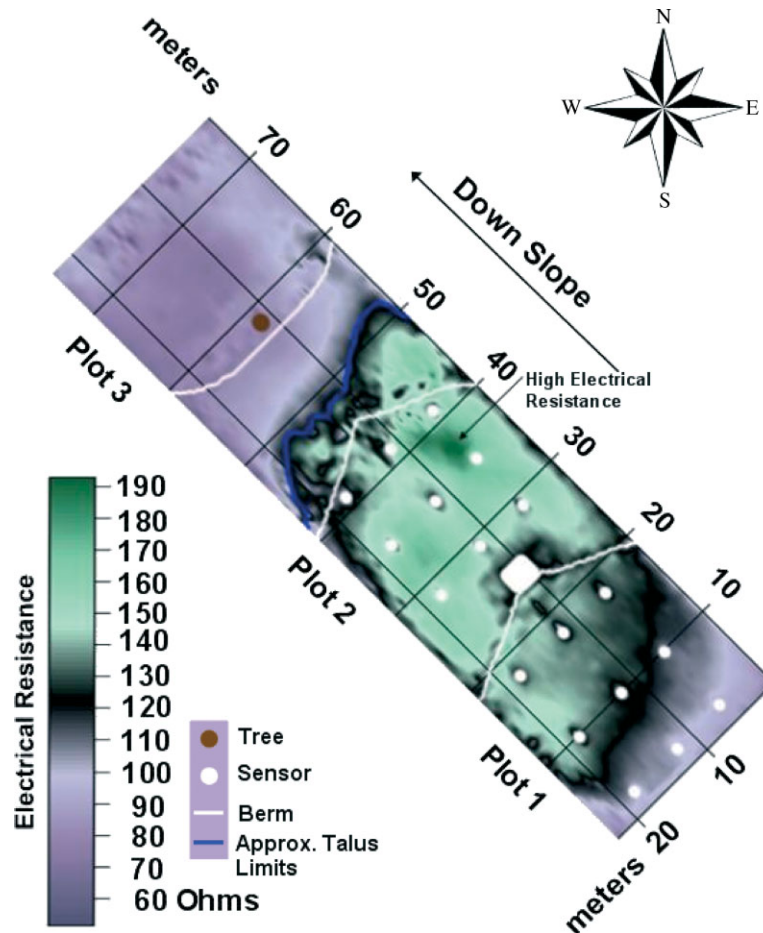 N
W
E
S
meters
70
60
50
40
30
20
10
Down Slope
High Electrical
Resistance
Plot 3
Plot 2
Plot 1
10
20
meters
Electrical Resistance
190
180
170
160
150
140
130
120
110
100
90
80
70
60 Ohms
Tree
Sensor
Berm
Approx. Talus
Limits